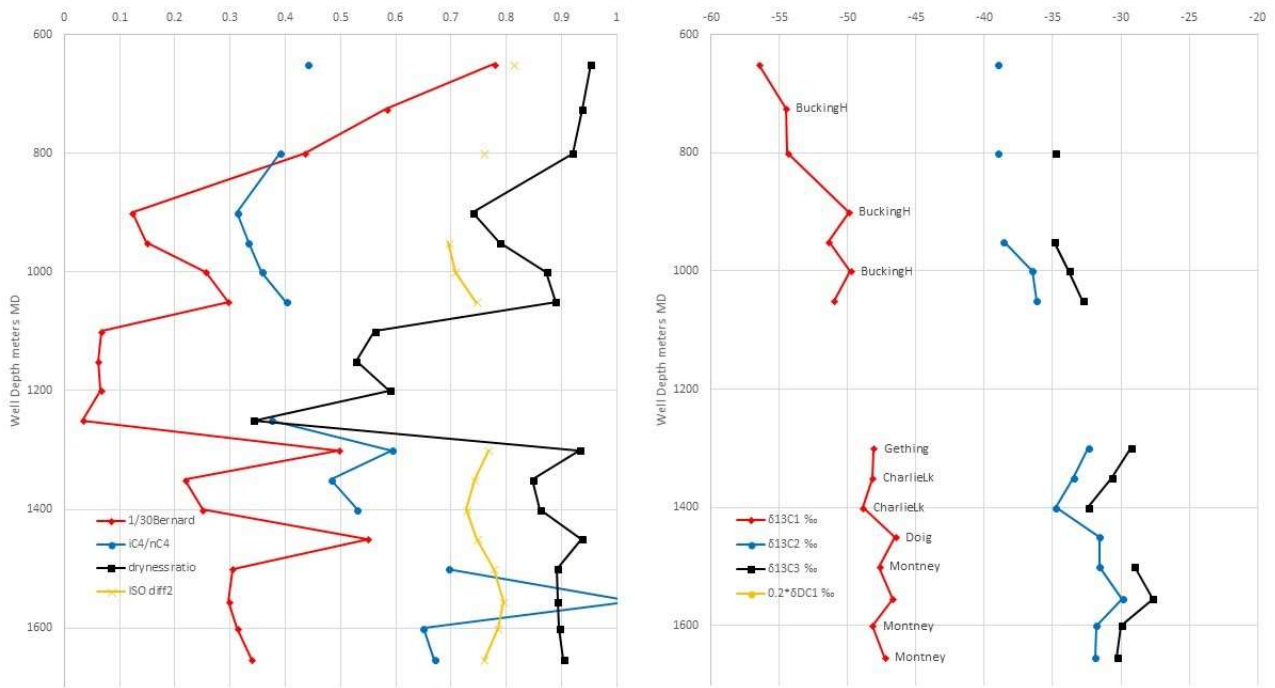 0 0.1 0.2 0.3 0.4 0.5 0.6 0.7 0.8 0.9 1
600
800
1000
1200
1400
1600
Well Depth meters MD
1/30Bernard
iC4/nC4
drynessratio
ISO diff2
-60 -55 -50 -45 -40 -35 -30 -25 -20
600
800
1000
1200
1400
1600
Well Depth meters MD
BuckingH
BuckingH
BuckingH
Gething
CharlieLk
CharlieLk
Doig
Montney
Montney
Montney
δ13C1 ‰
δ13C2 ‰
δ13C3 ‰
0.2*δDC1 ‰